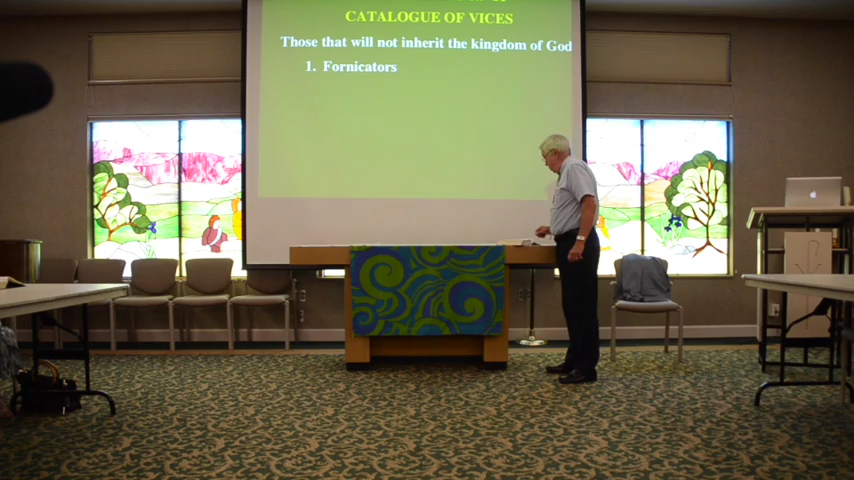 CATALOGUE OF VICES
Those that will not inherit the kingdom of God
1. Fornicators